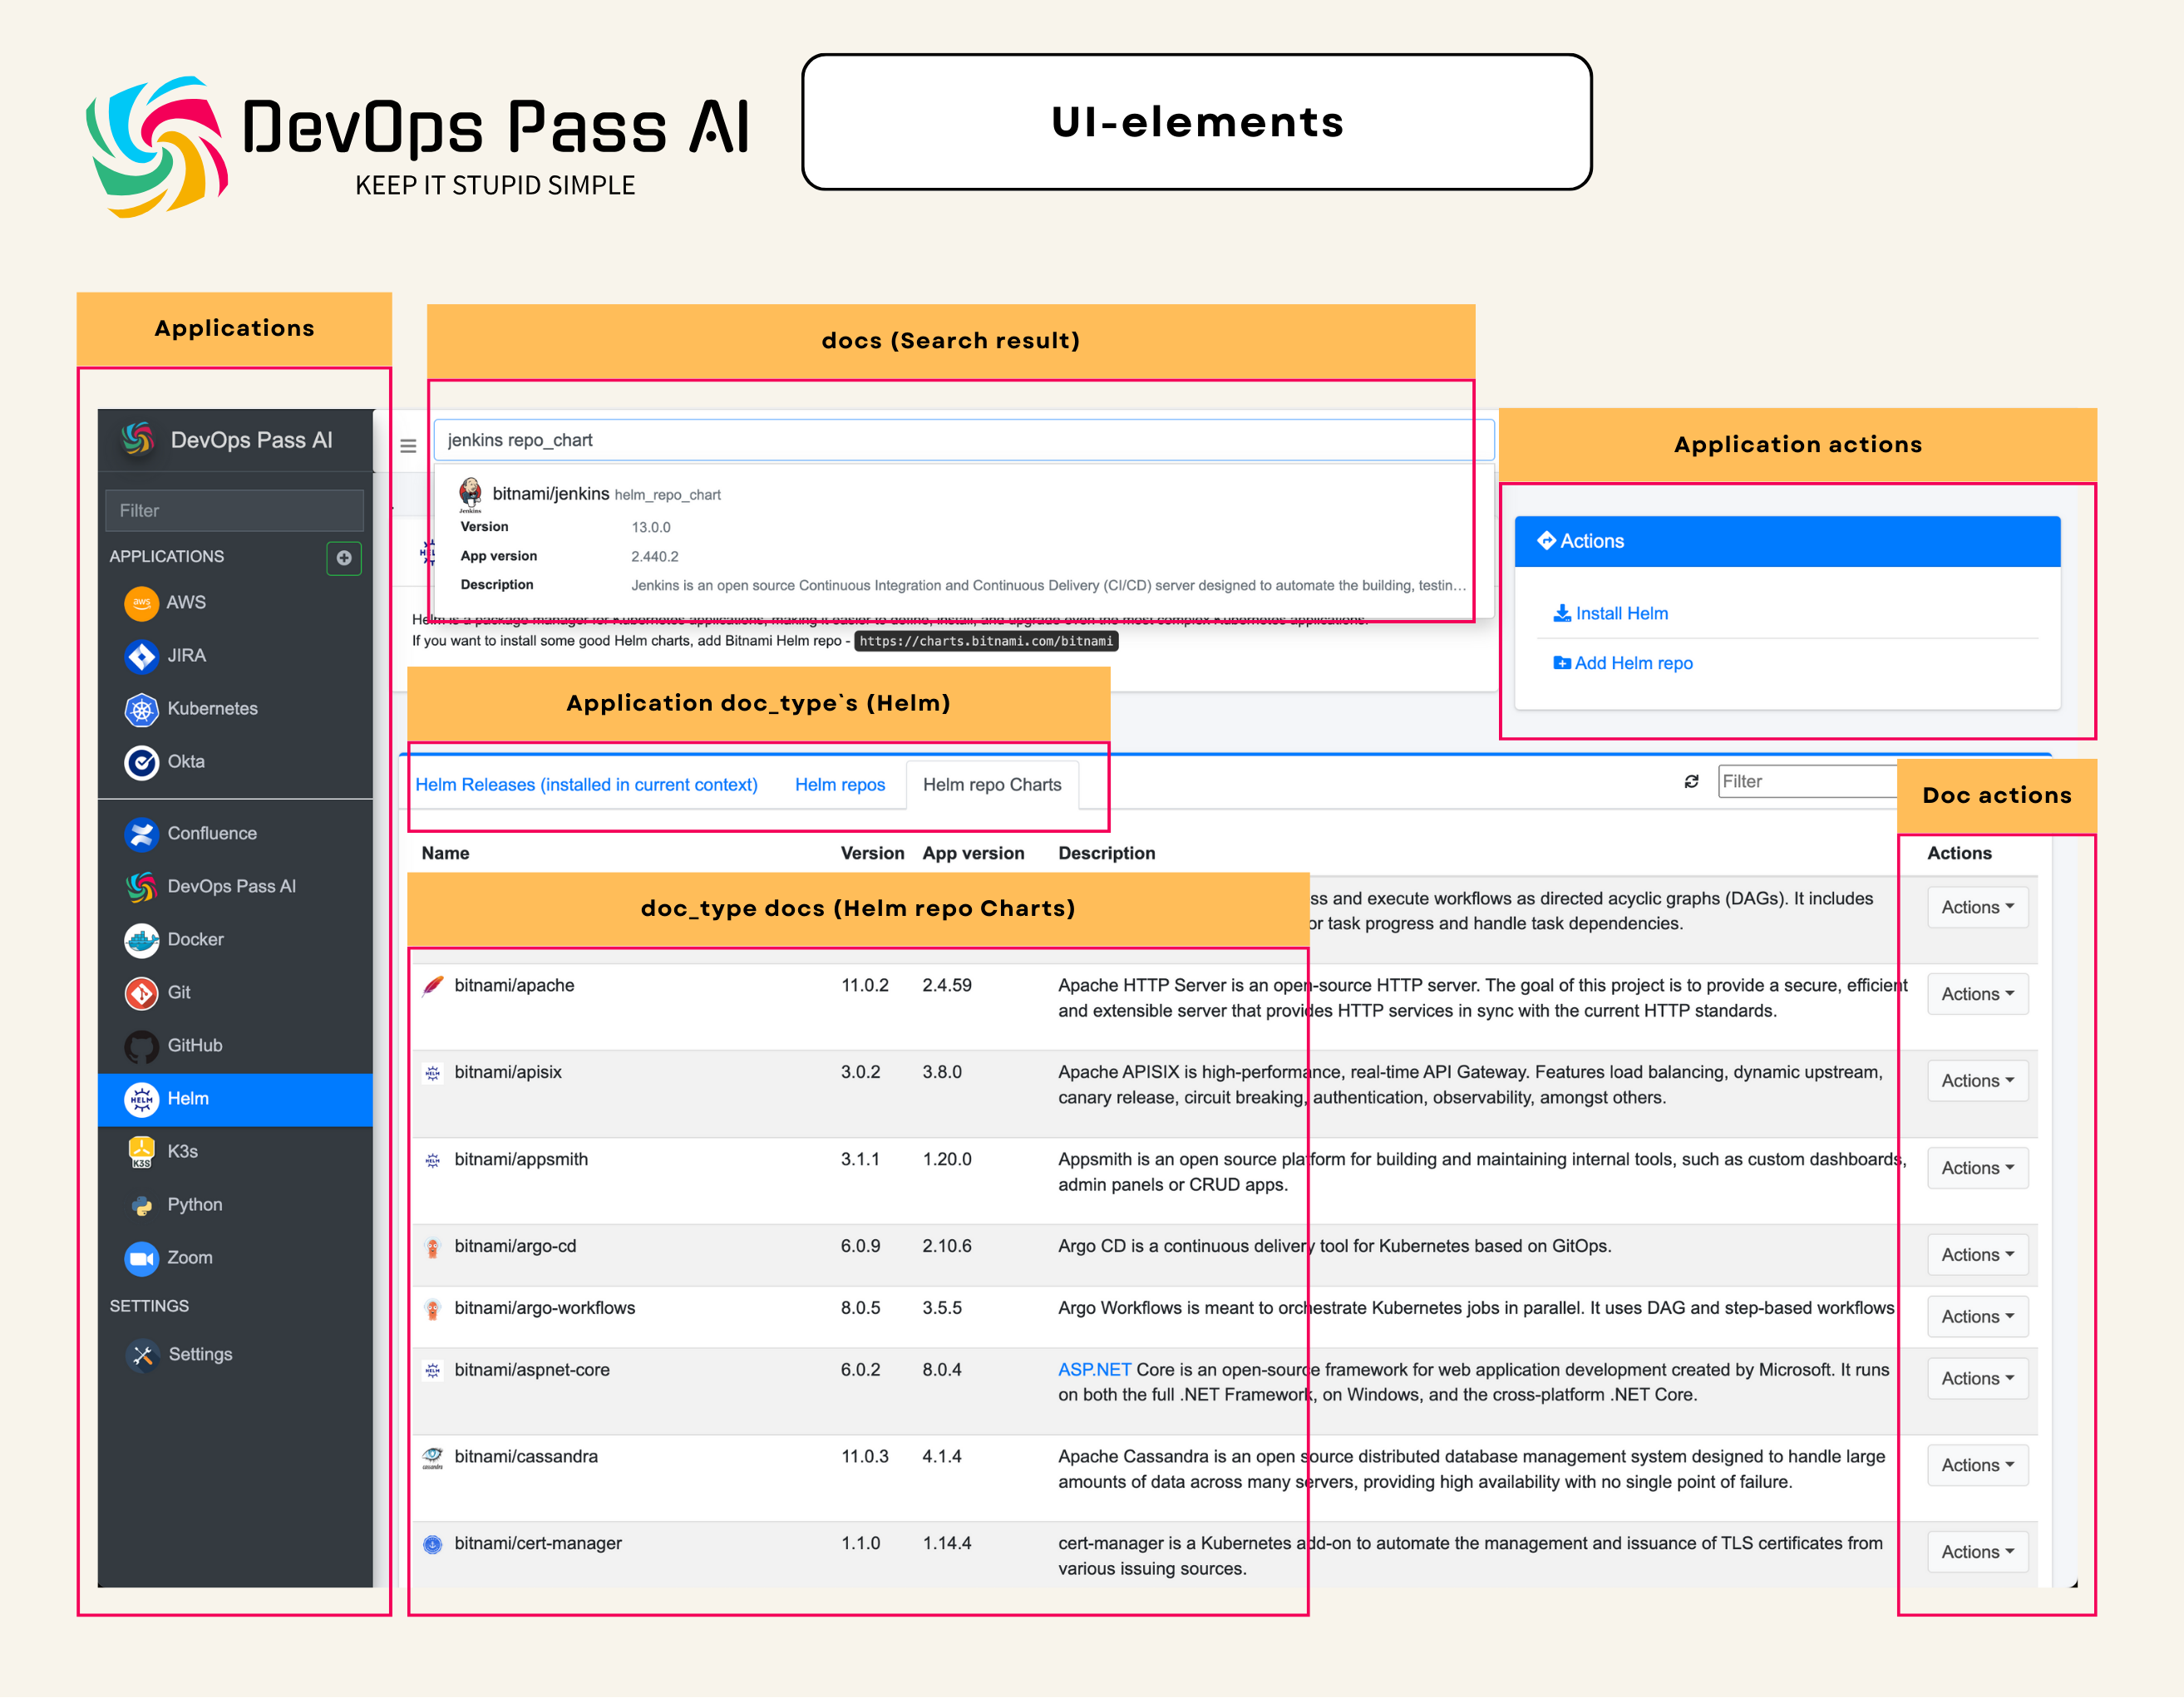 DevOps Pass AI
KEEP IT STUPID SIMPLE
UI-elements
Applications
docs (Search result)
Application actions
DevOps Pass AI
Filter
APPLICATIONS
AWS
JIRA
Kubernetes
Okta
Confluence
DevOps Pass AI
Docker
Git
GitHub
Helm
K3s
Python
Zoom
SETTINGS
Settings
jenkins repo_chart
bitnami/jenkins helm_repo_chart
Version 13.0.0
App version 2.440.2
Description Jenkins is an open source Continuous Integration and Continuous Delivery (CI/CD) server designed to automate the building, testin...
Helm is a package manager for Kubernetes applications, making it easier to define, install, and upgrade even the most complex Kubernetes applications.
If you want to install some good Helm charts, add Bitnami Helm repo - https://charts.bitnami.com/bitnami
Actions
Install Helm
Add Helm repo
Application doc_type`s (Helm)
Helm Releases (installed in current context) Helm repos Helm repo Charts
Filter
Doc actions
Name Version App version Description Actions
doc_type docs (Helm repo Charts)
ss and execute workflows as directed acyclic graphs (DAGs). It includes
or task progress and handle task dependencies.
Actions
bitnami/apache 11.0.2 2.4.59 Apache HTTP Server is an open-source HTTP server. The goal of this project is to provide a secure, efficient Actions
and extensible server that provides HTTP services in sync with the current HTTP standards.
bitnami/apisix 3.0.2 3.8.0 Apache APISIX is high-performance, real-time API Gateway. Features load balancing, dynamic upstream, Actions
canary release, circuit breaking, authentication, observability, amongst others.
bitnami/appsmith 3.1.1 1.20.0 Appsmith is an open source platform for building and maintaining internal tools, such as custom dashboards, Actions
admin panels or CRUD apps.
bitnami/argo-cd 6.0.9 2.10.6 Argo CD is a continuous delivery tool for Kubernetes based on GitOps. Actions
bitnami/argo-workflows 8.0.5 3.5.5 Argo Workflows is meant to orchestrate Kubernetes jobs in parallel. It uses DAG and step-based workflows Actions
bitnami/aspnet-core 6.0.2 8.0.4 ASP.NET Core is an open-source framework for web application development created by Microsoft. It runs Actions
on both the full .NET Framework, on Windows, and the cross-platform .NET Core.
bitnami/cassandra 11.0.3 4.1.4 Apache Cassandra is an open source distributed database management system designed to handle large Actions
amounts of data across many servers, providing high availability with no single point of failure.
bitnami/cert-manager 1.1.0 1.14.4 cert-manager is a Kubernetes add-on to automate the management and issuance of TLS certificates from Actions
various issuing sources.